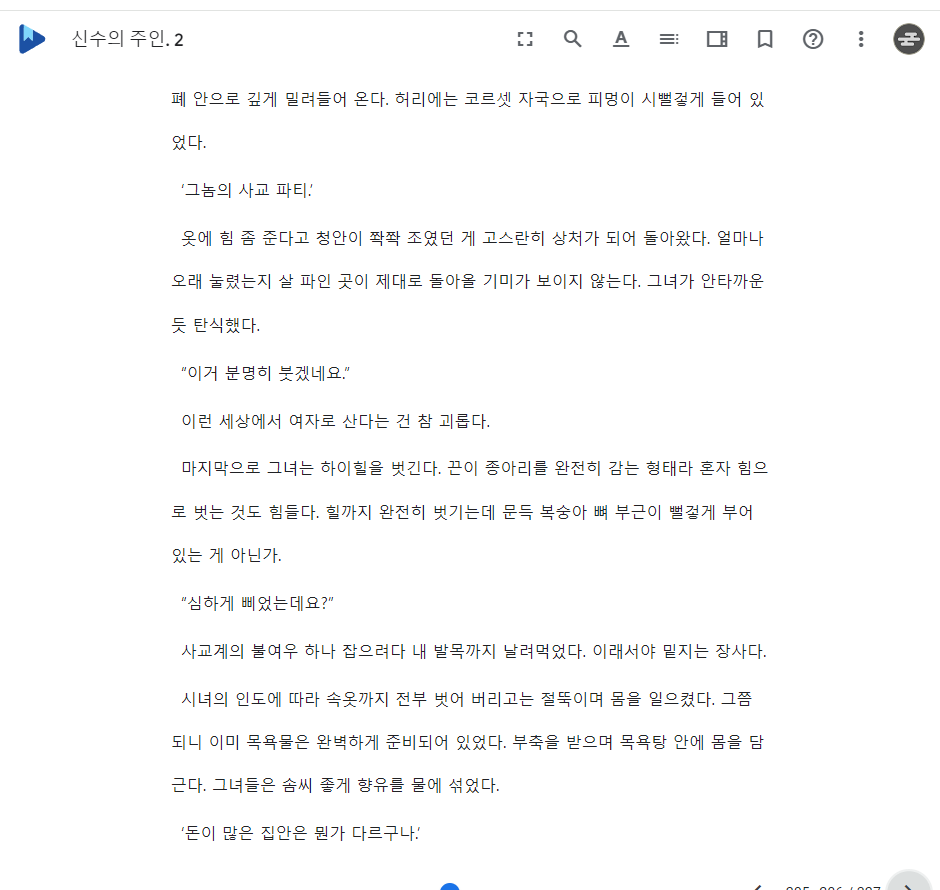 신수의 주인. 2
폐 안으로 깊게 밀려들어 온다. 허리에는 코르셋 자국으로 피멍이 시뻘겋게 들어 있
었다.
‘그놈의 사교 파티.’
옷에 힘 좀 준다고 청안이 쫙쫙 조였던 게 고스란히 상처가 되어 돌아왔다. 얼마나
오래 눌렸는지 살 파인 곳이 제대로 돌아올 기미가 보이지 않는다. 그녀가 안타까운
듯 탄식했다.
“이거 분명히 붓겠네요.”
이런 세상에서 여자로 산다는 건 참 괴롭다.
마지막으로 그녀는 하이힐을 벗긴다. 끈이 종아리를 완전히 감는 형태라 혼자 힘으
로 벗는 것도 힘들다. 힐까지 완전히 벗기는데 문득 복숭아 뼈 부근이 뻘겋게 부어
있는 게 아닌가.
“심하게 삐었는데요?”
사교계의 불여우 하나 잡으려다 내 발목까지 날려먹었다. 이래서야 밑지는 장사다.
시녀의 인도에 따라 속옷까지 전부 벗어 버리고는 절뚝이며 몸을 일으켰다. 그쯤
되니 이미 목욕물은 완벽하게 준비되어 있었다. 부축을 받으며 목욕탕 안에 몸을 담
근다. 그녀들은 솜씨 좋게 향유를 물에 섞었다.
‘돈이 많은 집안은 뭔가 다르구나.’